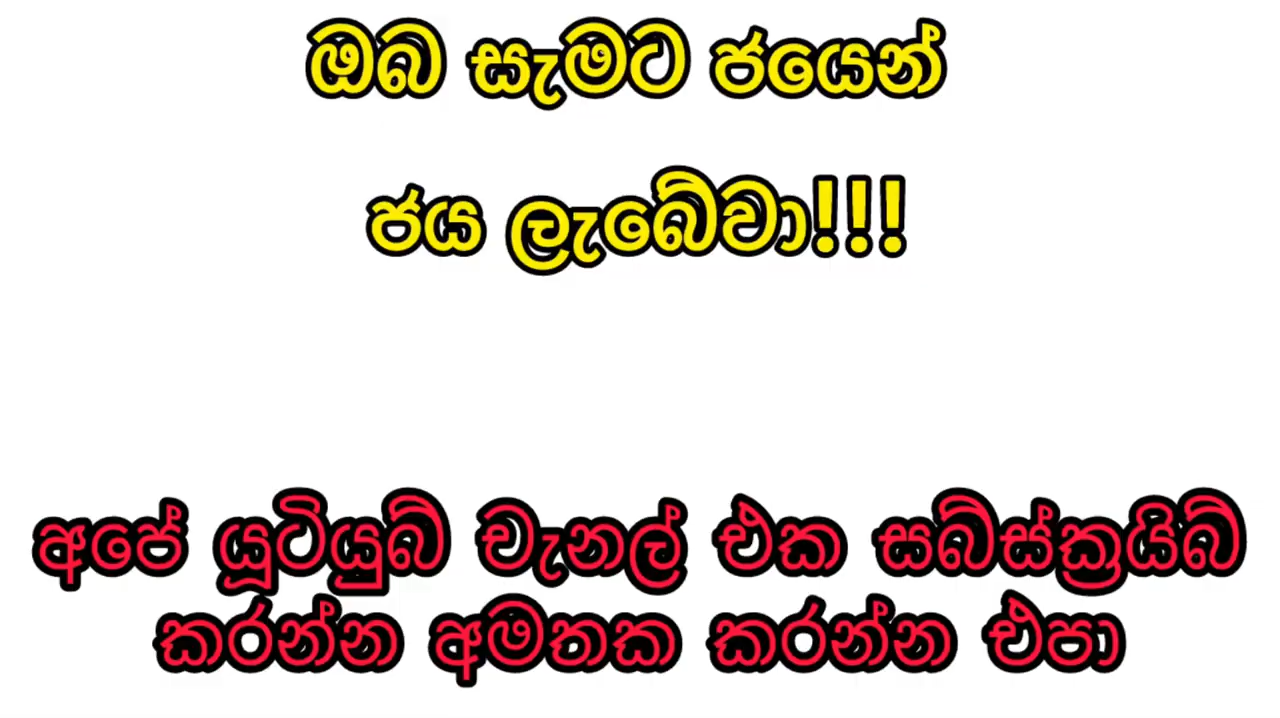 ඔබ සැමට ජයෙන්
ජය ලැබේවා!!!
අපේ යූටියුබ් චැනල් එක සබ්ස්ක්‍රයිබ්
කරන්න අමතක කරන්න එපා